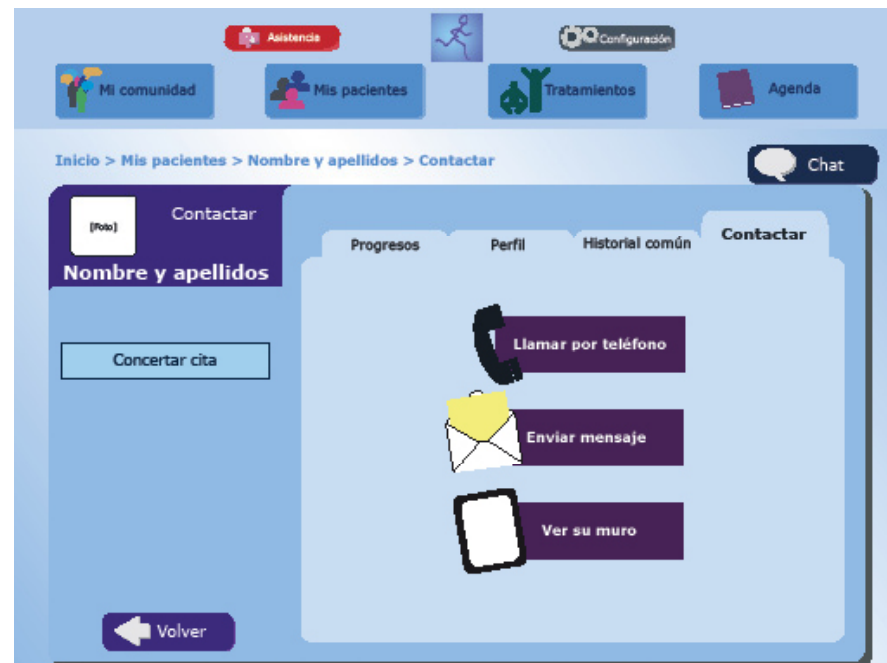 Asistencia
Configuración
Mi comunidad
Mis pacientes
Tratamientos
Agenda
Inicio > Mis pacientes > Nombre y apellidos > Contactar
Chat
[Foto]
Contactar
Nombre y apellidos
Progresos
Perfil
Historial común
Contactar
Concertar cita
Llamar por teléfono
Enviar mensaje
Ver su muro
Volver